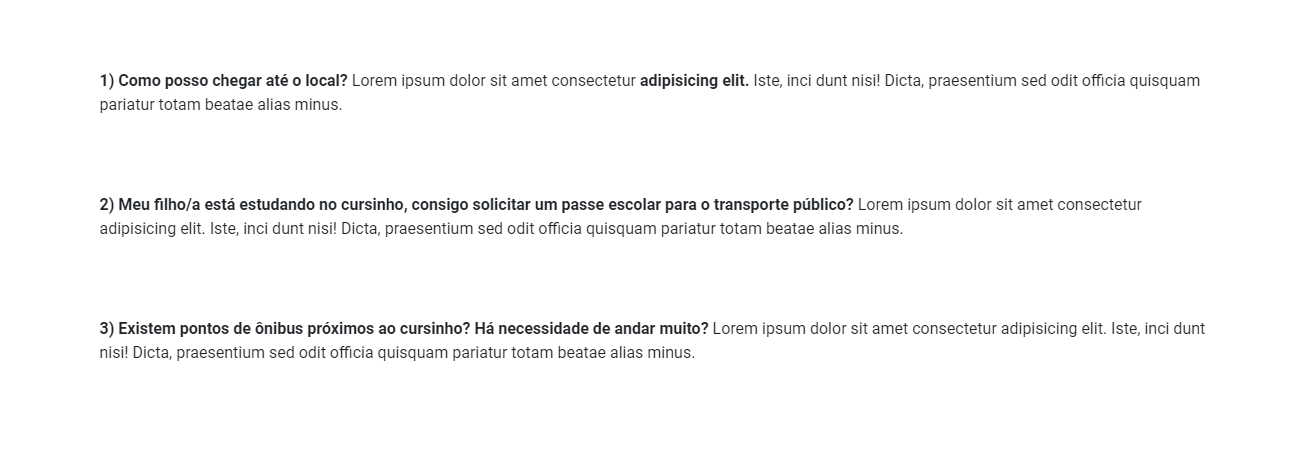 1) Como posso chegar até o local? Lorem ipsum dolor sit amet consectetur adipisicing elit. Iste, inci dunt nisi! Dicta, praesentium sed odit officia quisquam
pariatur totam beatae alias minus.
2) Meu filho/a está estudando no cursinho, consigo solicitar um passe escolar para o transporte público? Lorem ipsum dolor sit amet consectetur
adipisicing elit. Iste, inci dunt nisi! Dicta, praesentium sed odit officia quisquam pariatur totam beatae alias minus.
3) Existem pontos de ônibus próximos ao cursinho? Há necessidade de andar muito? Lorem ipsum dolor sit amet consectetur adipisicing elit. Iste, inci dunt
nisi! Dicta, praesentium sed odit officia quisquam pariatur totam beatae alias minus.